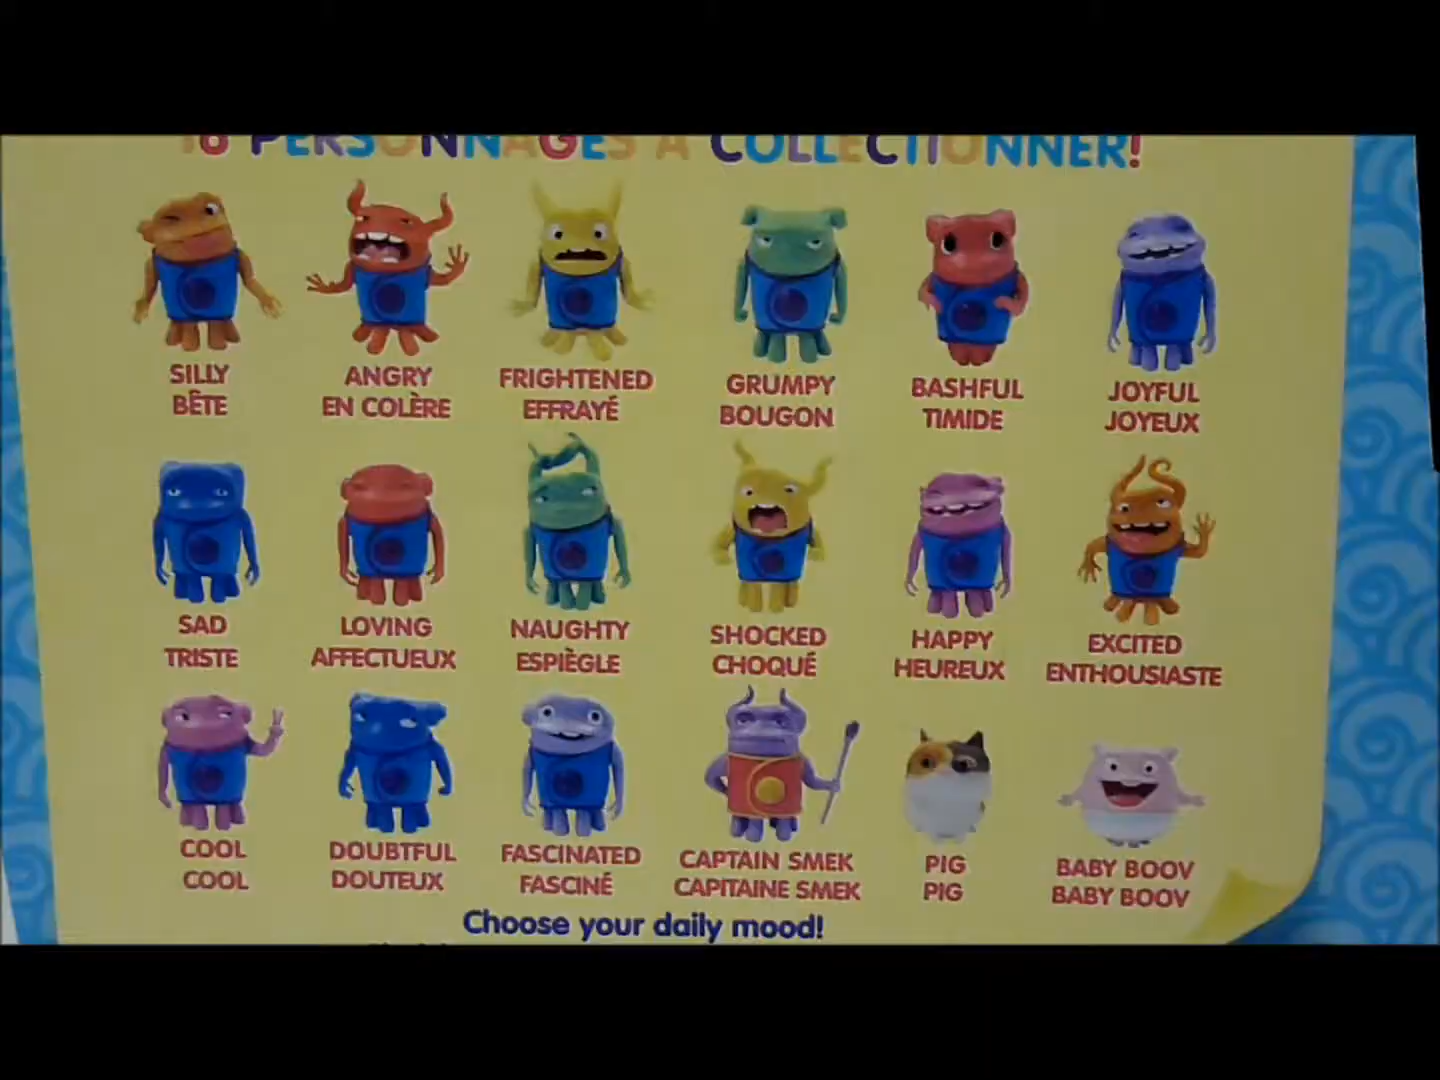 18 PERSONNAGES À COLLECTIONNER!
SILLY
BÊTE
ANGRY
EN COLÈRE
FRIGHTENED
EFFRAYÉ
GRUMPY
BOUGON
BASHFUL
TIMIDE
JOYFUL
JOYEUX
SAD
TRISTE
LOVING
AFFECTUEUX
NAUGHTY
ESPIÈGLE
SHOCKED
CHOQUÉ
HAPPY
HEUREUX
EXCITED
ENTHOUSIASTE
COOL
COOL
DOUBTFUL
DOUTEUX
FASCINATED
FASCINÉ
CAPTAIN SMEK
CAPITAINE SMEK
PIG
PIG
BABY BOOV
BABY BOOV
Choose your daily mood!